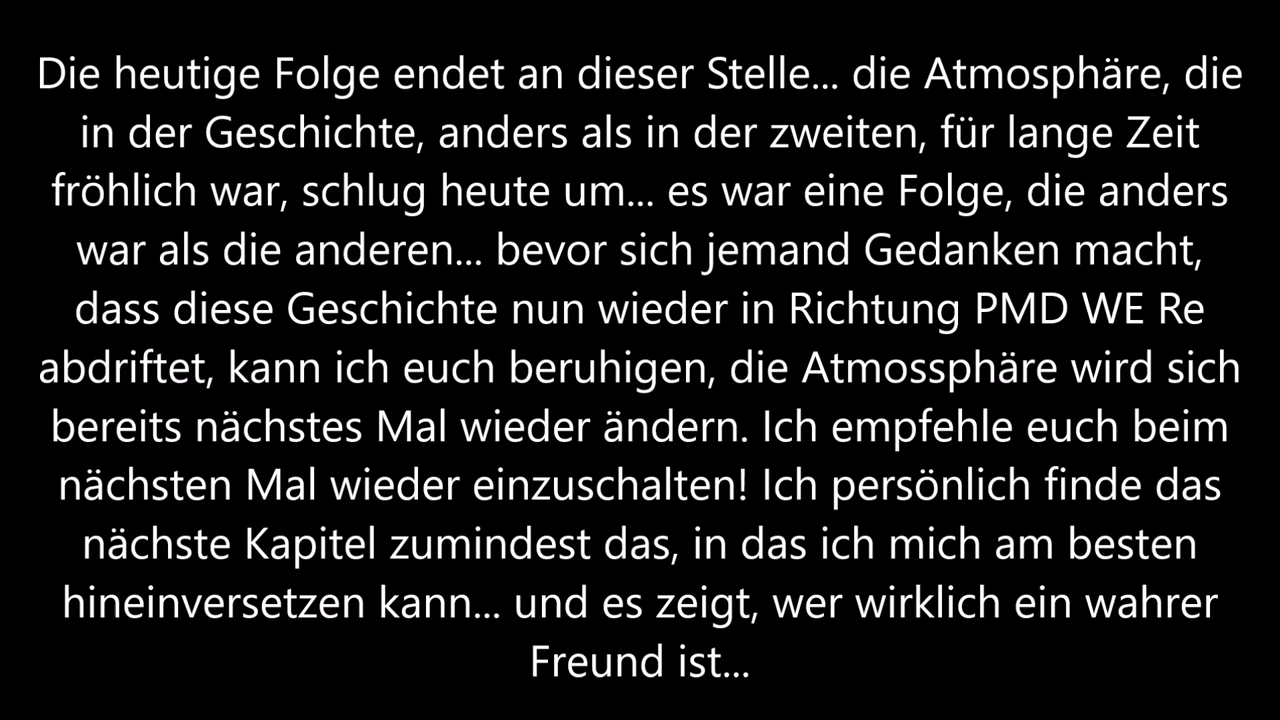 Die heutige Folge endet an dieser Stelle... die Atmosphäre, die
in der Geschichte, anders als in der zweiten, für lange Zeit
fröhlich war, schlug heute um... es war eine Folge, die anders
war als die anderen... bevor sich jemand Gedanken macht,
dass diese Geschichte nun wieder in Richtung PMD WE Re
abdriftet, kann ich euch beruhigen, die Atmossphäre wird sich
bereits nächstes Mal wieder ändern. Ich empfehle euch beim
nächsten Mal wieder einzuschalten! Ich persönlich finde das
nächste Kapitel zumindest das, in das ich mich am besten
hineinversetzen kann... und es zeigt, wer wirklich ein wahrer
Freund ist...